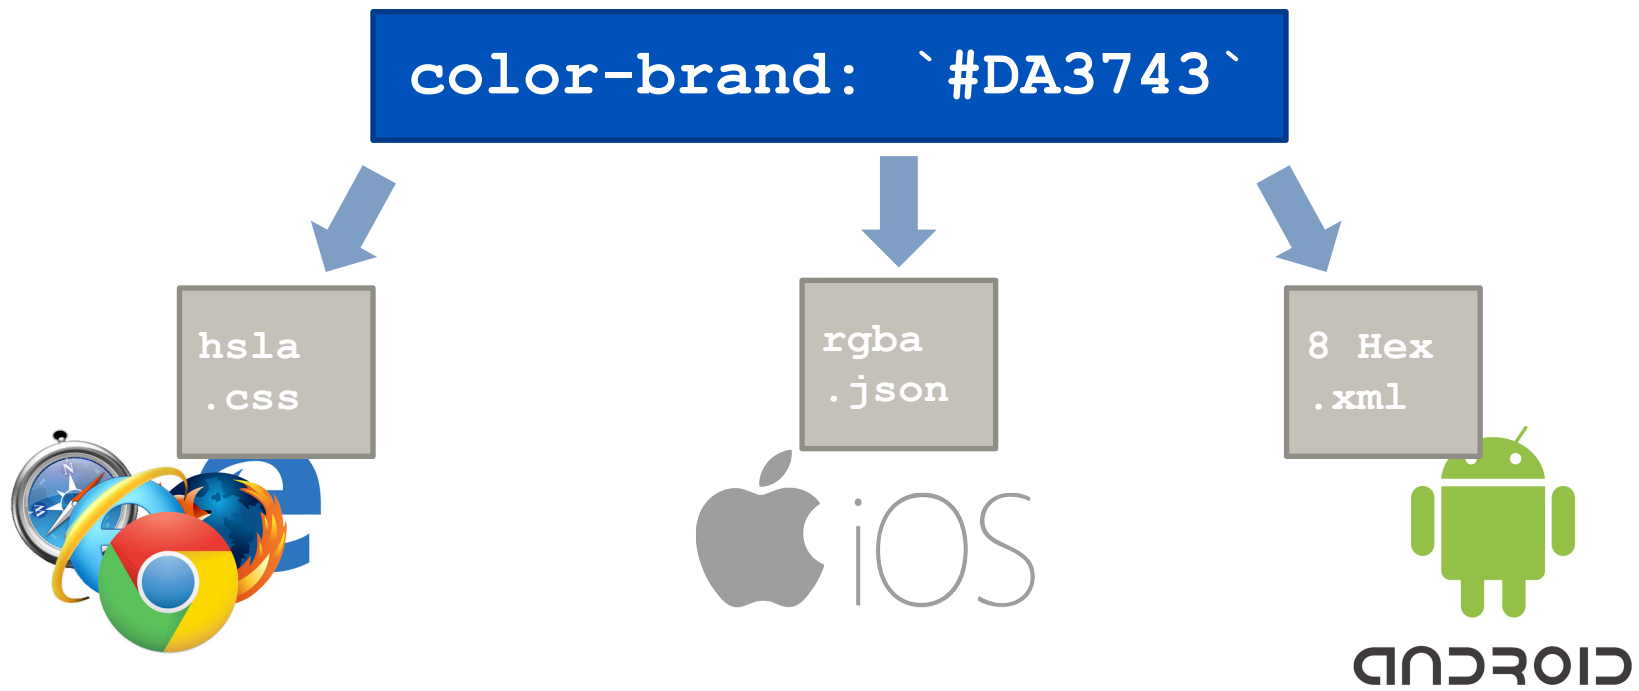 color-brand: `#DA3743`
hsla
.css
rgba
.json
8 Hex
.xml
N
W
iOS
ANDROID